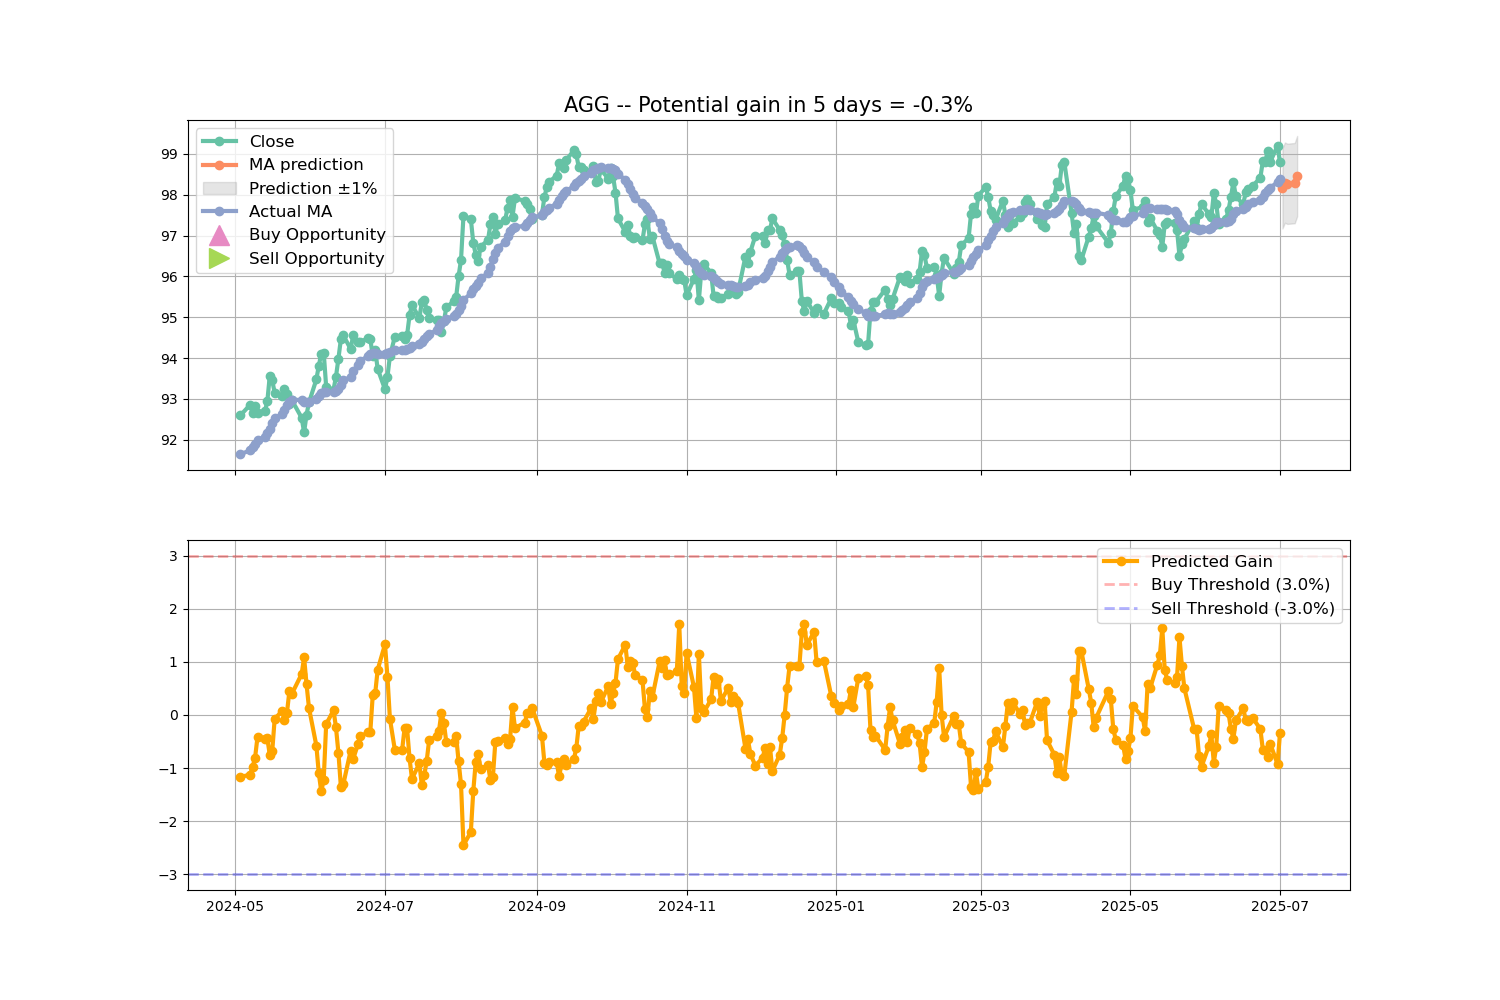 AGG -- Potential gain in 5 days = -0.3%
Close
MA prediction
Prediction ±1%
Actual MA
Buy Opportunity
Sell Opportunity
99
98
97
96
95
94
93
92
Predicted Gain
Buy Threshold (3.0%)
Sell Threshold (-3.0%)
3
2
1
0
−1
−2
−3
2024-05 2024-07 2024-09 2024-11 2025-01 2025-03 2025-05 2025-07